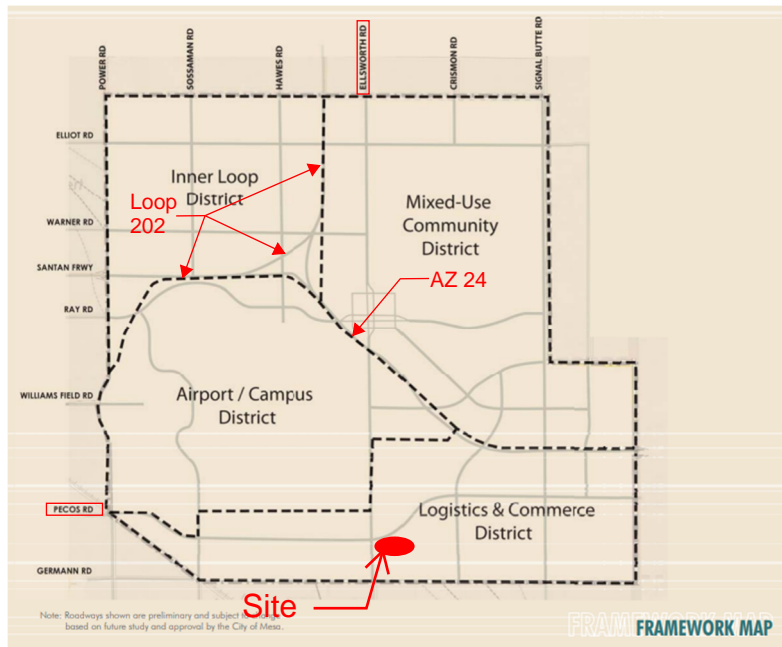 POWER RD
SOSSAMAN RD
HAWES RD
ELLSWORTH RD
CRISMON RD
SIGNAL BUTTE RD
ELLIOT RD
Inner Loop
District
Loop
202
Mixed-Use
Community
District
WARNER RD
SANTAN FRWY
AZ 24
RAY RD
WILLIAMS FIELD RD
Airport / Campus
District
PECOS RD
Logistics & Commerce
District
GERMANN RD
Site
Note: Roadways shown are preliminary and subject to change
based on future study and approval by the City of Mesa.
FRAMEWORK MAP
FRAMEWORK MAP